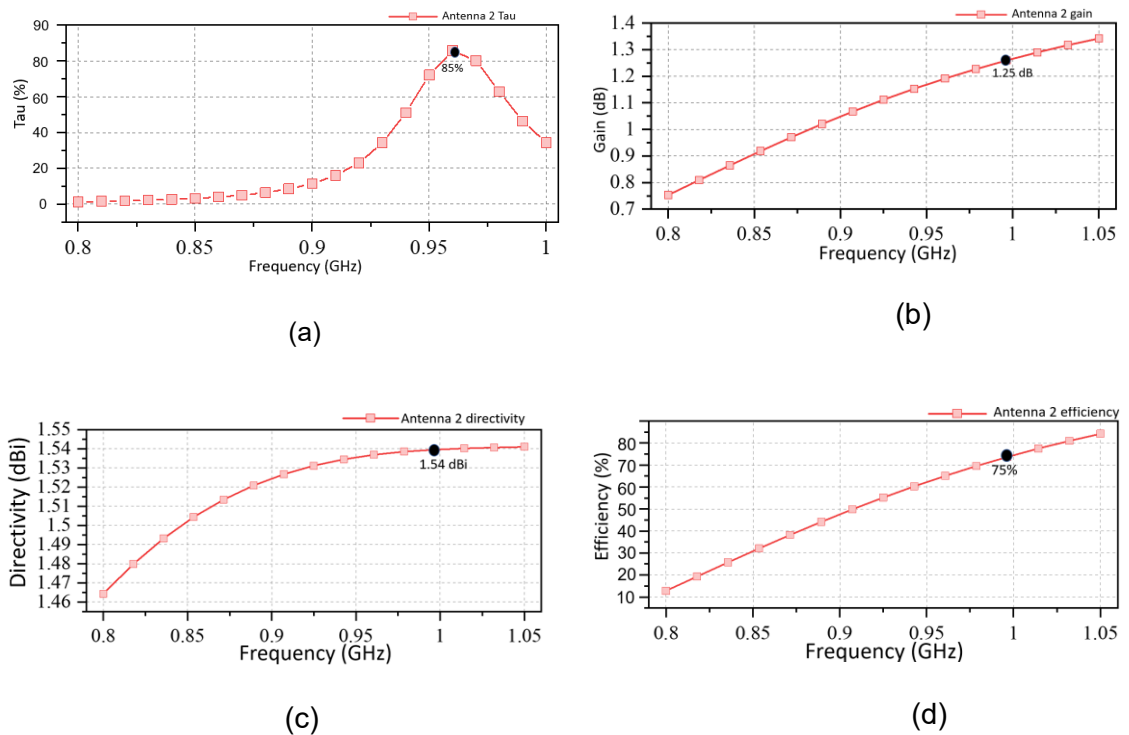 Antenna 2 Tau
90
80
60
40
20
0
Tau (%)
85%
0.8 0.85 0.9 0.95 1
Frequency (GHz)
(a)
Antenna 2 gain
1.4
1.3
1.2
1.1
1
0.9
0.8
0.7
Gain (dB)
1.25 dB
0.8 0.85 0.9 0.95 1 1.05
Frequency (GHz)
(b)
Antenna 2 directivity
1.55
1.54
1.53
1.52
1.51
1.5
1.49
1.48
1.47
1.46
Directivity (dBi)
1.54 dBi
0.8 0.85 0.9 0.95 1 1.05
Frequency (GHz)
(c)
Antenna 2 efficiency
80
70
60
50
40
30
20
10
Efficiency (%)
75%
0.8 0.85 0.9 0.95 1 1.05
Frequency (GHz)
(d)